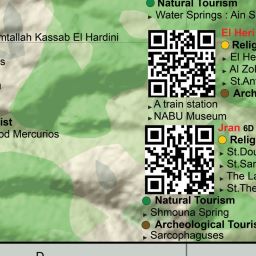 Natural Tourism
Water Springs : Ain S
mtallah Kassab El Hardini
El Heri
Relig
El He
Al Zo
St.An
Arch
A train station
NABU Museum
ist
od Mercurios
Jran 6D
Relig
St.Dou
St.Sar
The La
St.The
Natural Tourism
Shmouna Spring
Archeological Touris
Sarcophaguses